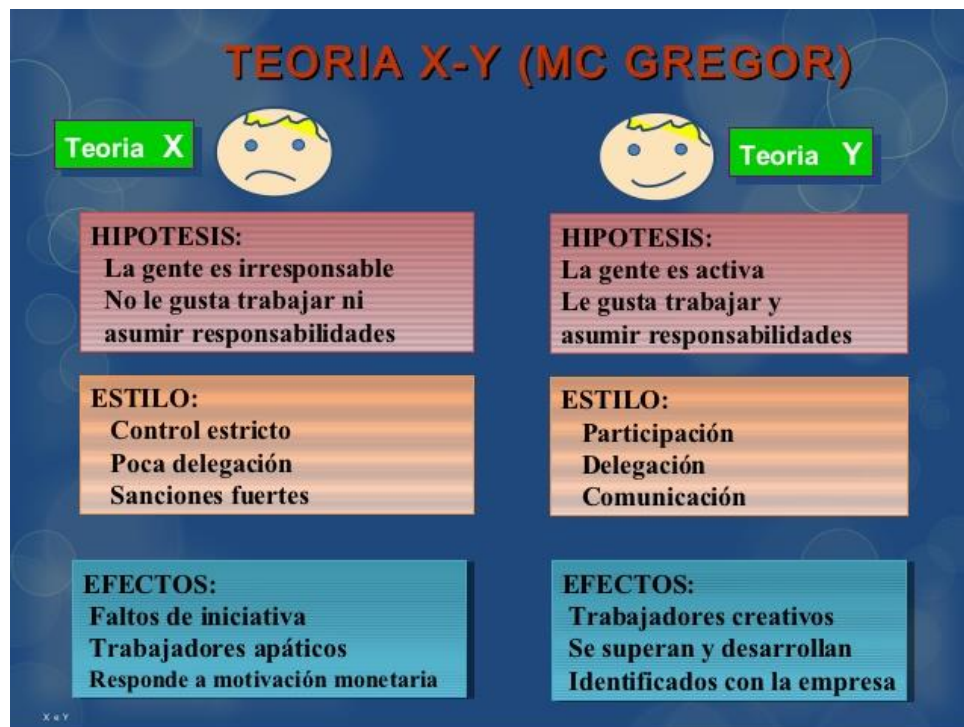 TEORIA X-Y (MC GREGOR)
Teoria X
HIPOTESIS:
La gente es irresponsable
No le gusta trabajar ni
asumir responsabilidades
ESTILO:
Control estricto
Poca delegación
Sanciones fuertes
EFECTOS:
Faltos de iniciativa
Trabajadores apáticos
Responde a motivación monetaria
Teoria Y
HIPOTESIS:
La gente es activa
Le gusta trabajar y
asumir responsabilidades
ESTILO:
Participación
Delegación
Comunicación
EFECTOS:
Trabajadores creativos
Se superan y desarrollan
Identificados con la empresa
X e Y